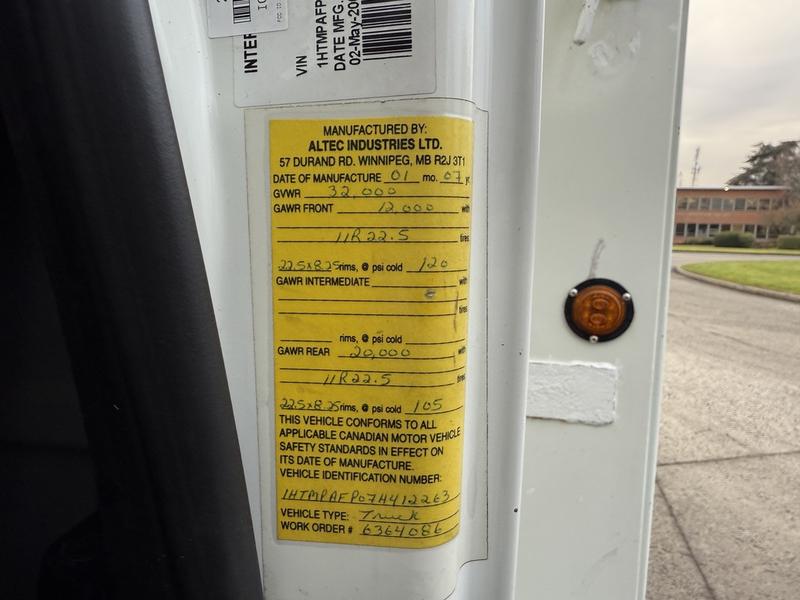 INTER
VIN
1HTMPAFP
DATE MFG.
02-May-20
MANUFACTURED BY:
ALTEC INDUSTRIES LTD.
57 DURAND RD. WINNIPEG, MB R2J 3T1
DATE OF MANUFACTURE 01 mo. 07 yr
GVWR 32,000
GAWR FRONT 12,000 with
11R22.5 tires
22.5x8.25 rims, @ psi cold 120
GAWR INTERMEDIATE with
tires
rims, @ psi cold
GAWR REAR 20,000 with
11R22.5 tires
22.5x8.25 rims, @ psi cold 105
THIS VEHICLE CONFORMS TO ALL
APPLICABLE CANADIAN MOTOR VEHICLE
SAFETY STANDARDS IN EFFECT ON
ITS DATE OF MANUFACTURE.
VEHICLE IDENTIFICATION NUMBER:
1HTMPAFP07H412263
VEHICLE TYPE: Truck
WORK ORDER # 6364086